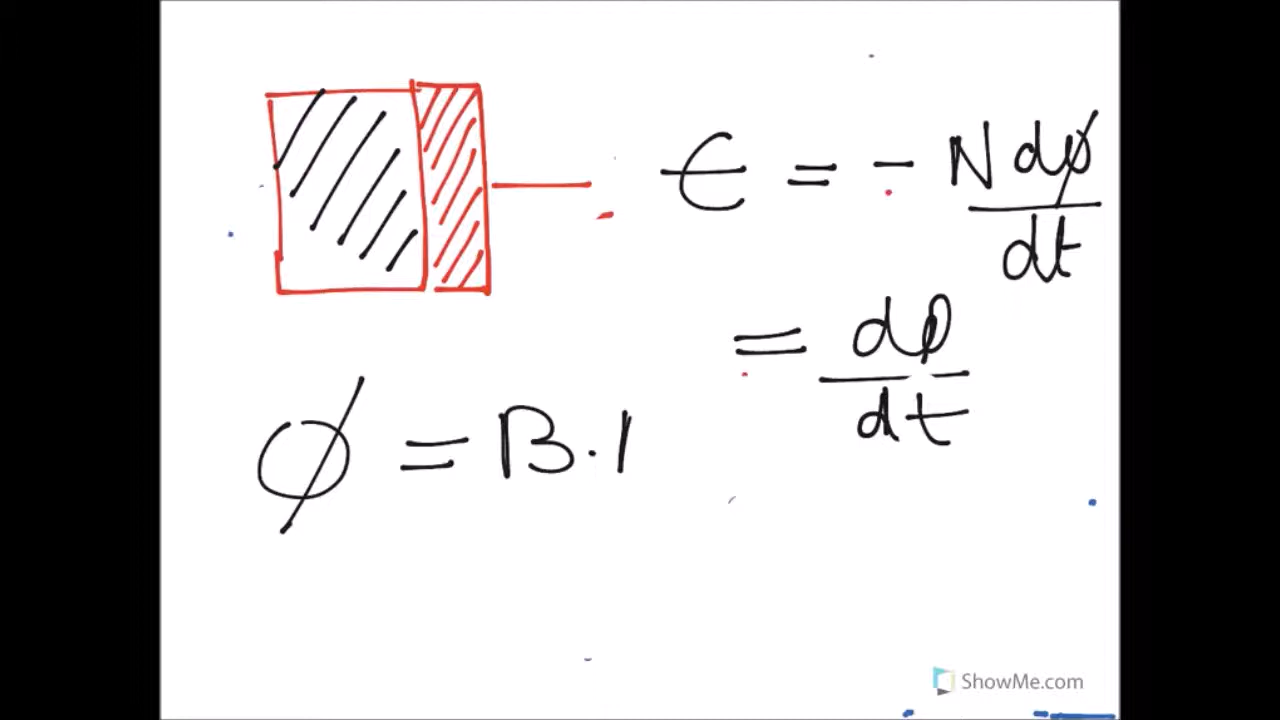 ε = - N dϕ
dt
= dϕ
dt
ϕ = B.I
ShowMe.com